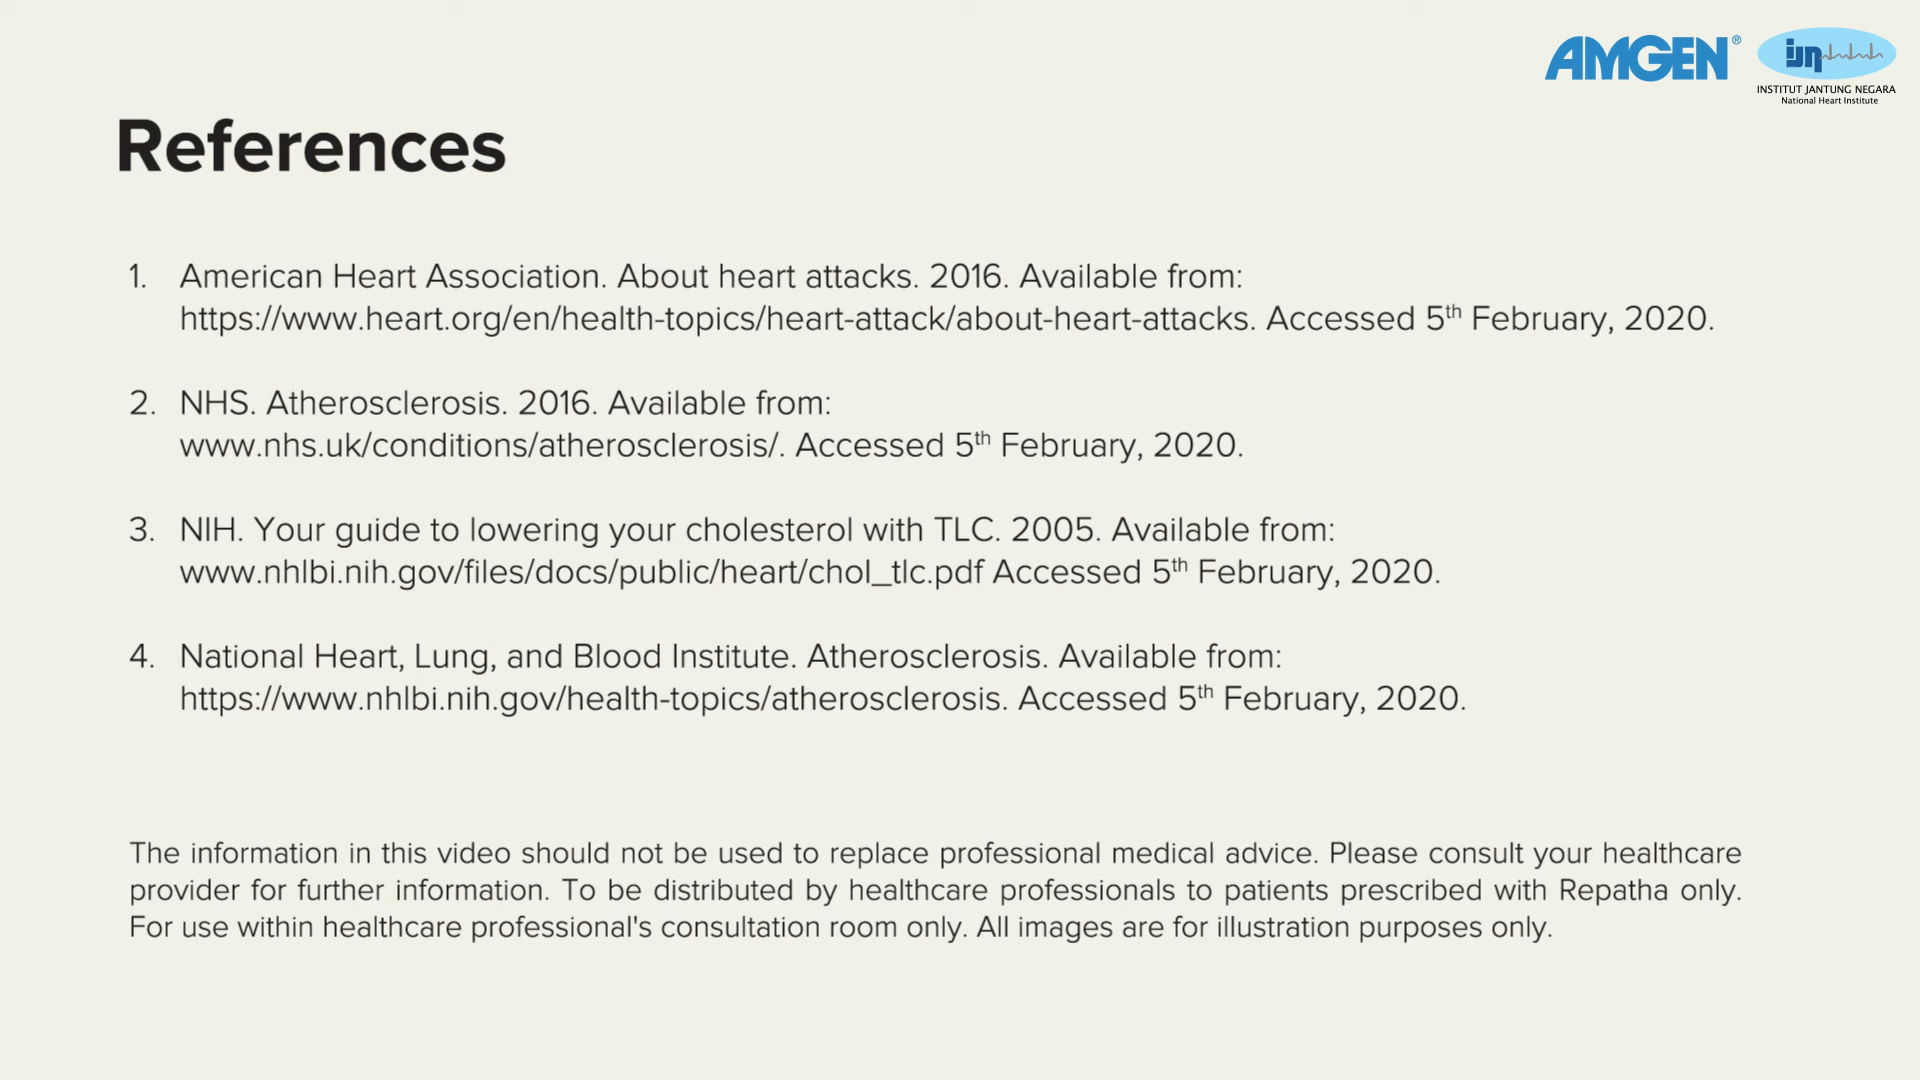 AMGEN®
ijn
INSTITUT JANTUNG NEGARA
National Heart Institute
References
1. American Heart Association. About heart attacks. 2016. Available from:
https://www.heart.org/en/health-topics/heart-attack/about-heart-attacks. Accessed 5th February, 2020.
2. NHS. Atherosclerosis. 2016. Available from:
www.nhs.uk/conditions/atherosclerosis/. Accessed 5th February, 2020.
3. NIH. Your guide to lowering your cholesterol with TLC. 2005. Available from:
www.nhlbi.nih.gov/files/docs/public/heart/chol_tlc.pdf Accessed 5th February, 2020.
4. National Heart, Lung, and Blood Institute. Atherosclerosis. Available from:
https://www.nhlbi.nih.gov/health-topics/atherosclerosis. Accessed 5th February, 2020.
The information in this video should not be used to replace professional medical advice. Please consult your healthcare
provider for further information. To be distributed by healthcare professionals to patients prescribed with Repatha only.
For use within healthcare professional's consultation room only. All images are for illustration purposes only.